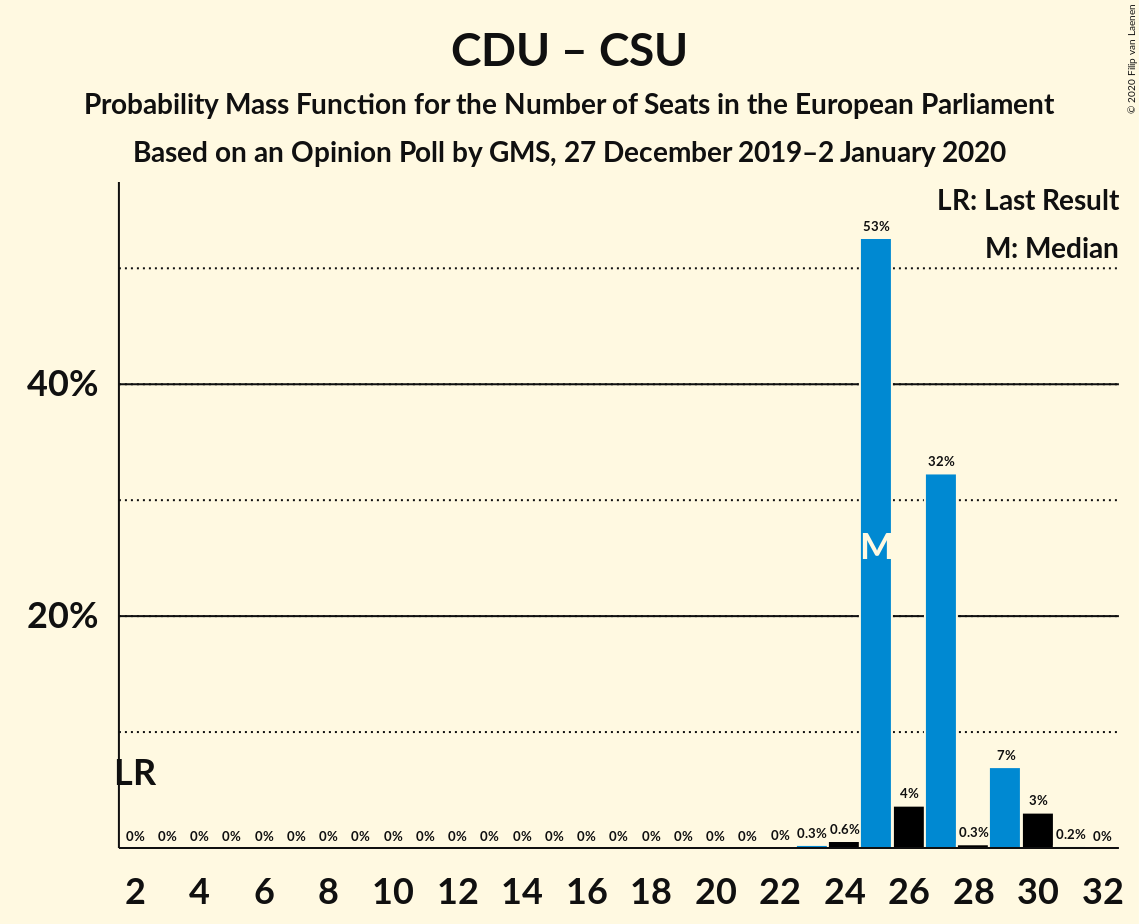 CDU – CSU
Probability Mass Function for the Number of Seats in the European Parliament
Based on an Opinion Poll by GMS, 27 December 2019–2 January 2020
© 2020 Filip van Laenen
LR: Last Result
M: Median
53%
40%
32%
M
20%
LR
7%
4%
3%
0% 0% 0% 0% 0% 0% 0% 0% 0% 0% 0% 0% 0% 0% 0% 0% 0% 0% 0% 0% 0% 0.3% 0.6% 0.3% 0.2% 0%
2 4 6 8 10 12 14 16 18 20 22 24 26 28 30 32